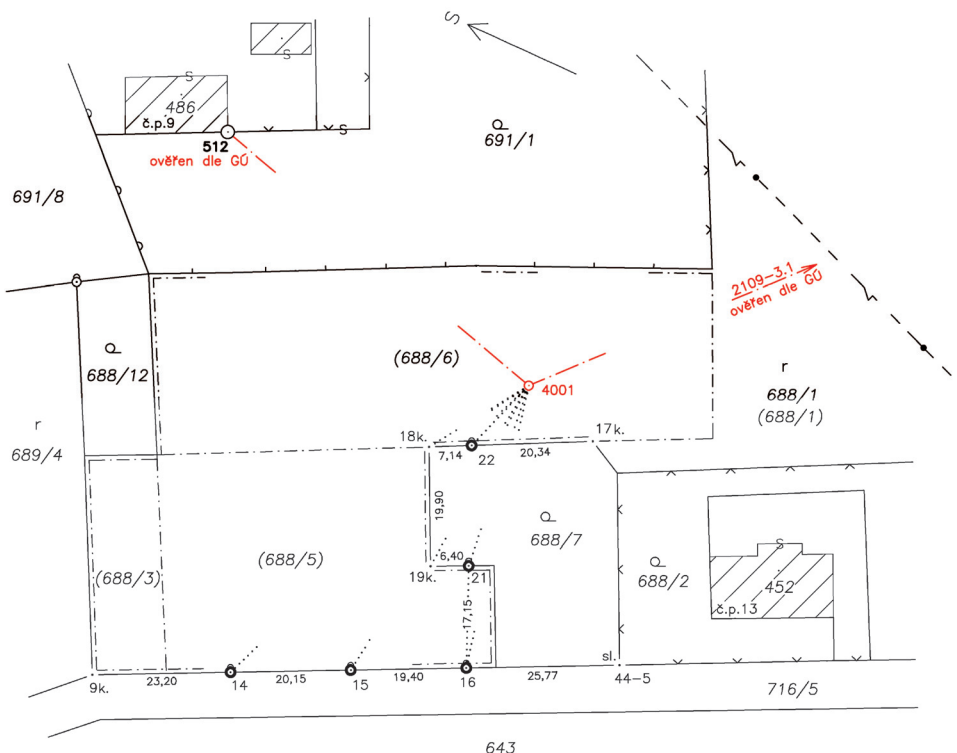 S
486
S
S
č.p.9
512
ověřen dle GÚ
S
691/1
691/8
2109-3.1
ověřen dle GÚ
688/12
(688/6)
4001
r
688/1
(688/1)
r
689/4
18k.
17k.
7,14
22
20,34
19,90
688/7
6,40
19k.
21
17,15
(688/3)
(688/5)
688/2
S
452
č.p.13
sl.
9k.
23,20
14
20,15
15
19,40
16
25,77
44-5
716/5
643